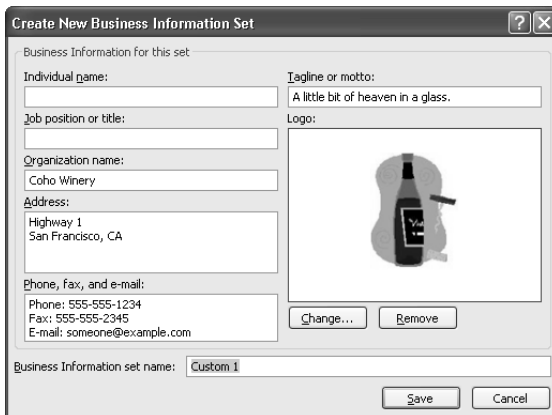 Create New Business Information Set
Business Information for this set
Individual name:
Job position or title:
Organization name:
Coho Winery
Address:
Highway 1
San Francisco, CA
Phone, fax, and e-mail:
Phone: 555-555-1234
Fax: 555-555-2345
E-mail: someone@example.com
Tagline or motto:
A little bit of heaven in a glass.
Logo:
Change...
Remove
Business Information set name:
Custom 1
Save
Cancel